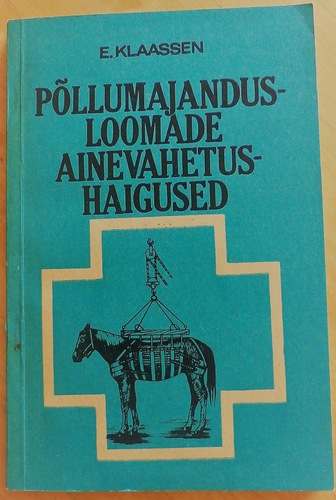 E. KLAASSEN
PÕLLUMAJANDUS-
LOOMADE
AINEVAHETUS-
HAIGUSED